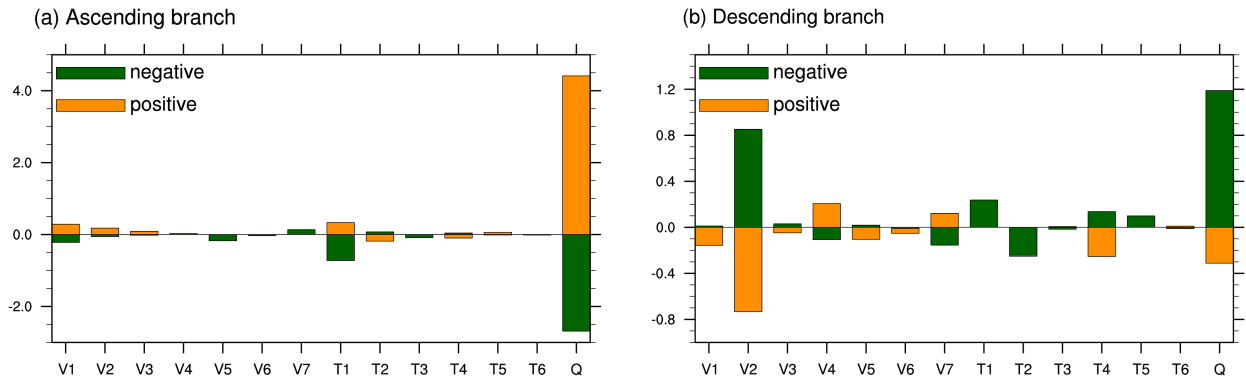 (a) Ascending branch
negative
positive
4.0
2.0
0.0
-2.0
V1 V2 V3 V4 V5 V6 V7 T1 T2 T3 T4 T5 T6 Q
(b) Descending branch
negative
positive
1.2
0.8
0.4
0.0
-0.4
-0.8
V1 V2 V3 V4 V5 V6 V7 T1 T2 T3 T4 T5 T6 Q